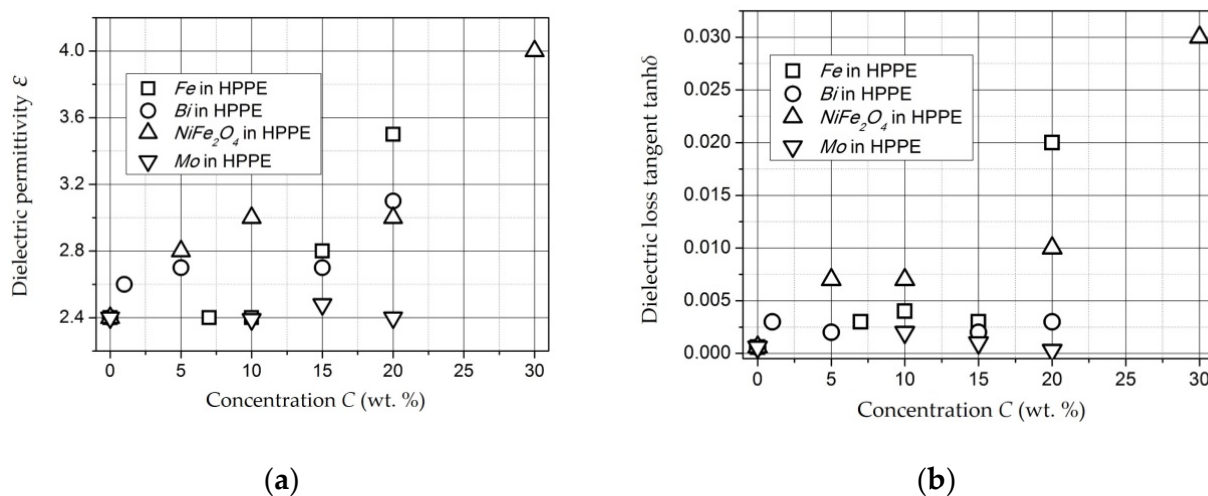 4.0
3.6
3.2
2.8
2.4
Dielectric permittivity ε
Fe in HPPE
Bi in HPPE
NiFe₂O₄ in HPPE
Mo in HPPE
0 5 10 15 20 25 30
Concentration C (wt. %)
(a)
0.030
0.025
0.020
0.015
0.010
0.005
0.000
Dielectric loss tangent tanhδ
Fe in HPPE
Bi in HPPE
NiFe₂O₄ in HPPE
Mo in HPPE
0 5 10 15 20 25 30
Concentration C (wt. %)
(b)